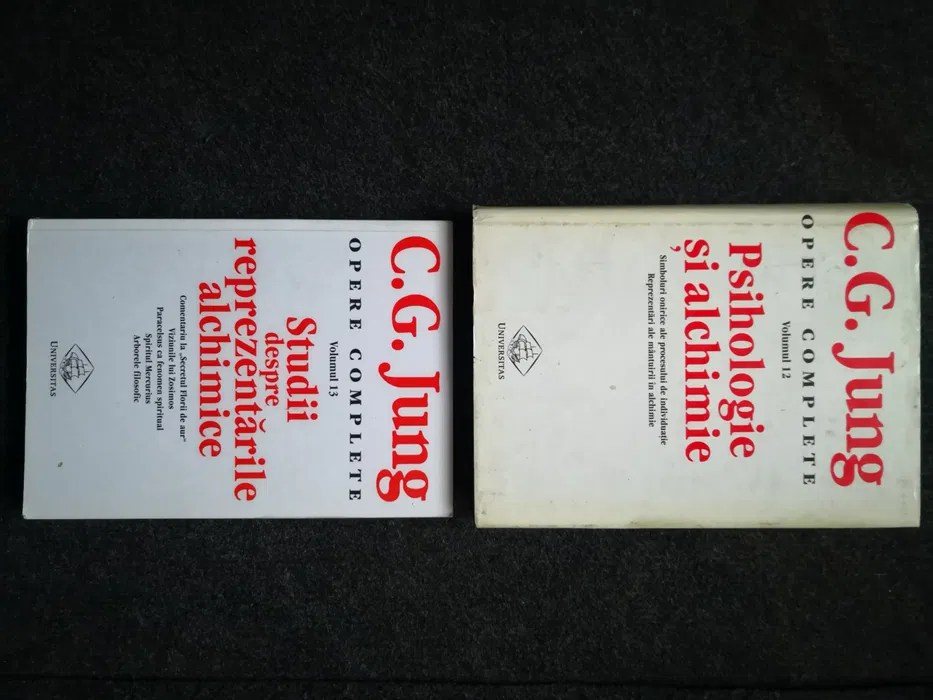 C.G. Jung
OPERE COMPLETE
Volumul 13
Studii
despre
reprezentările
alchimice
Comentariu la „Secretul Florii de aur“
Viziunile lui Zosimos
Paracelsus ca fenomen spiritual
Spiritul Mercurius
Arborele filosofic
UNIVERSITAS
C.G. Jung
OPERE COMPLETE
Volumul 12
Psihologie
și alchimie
Simboluri onirice ale procesului de individuație
Reprezentări ale mântuirii în alchimie
UNIVERSITAS